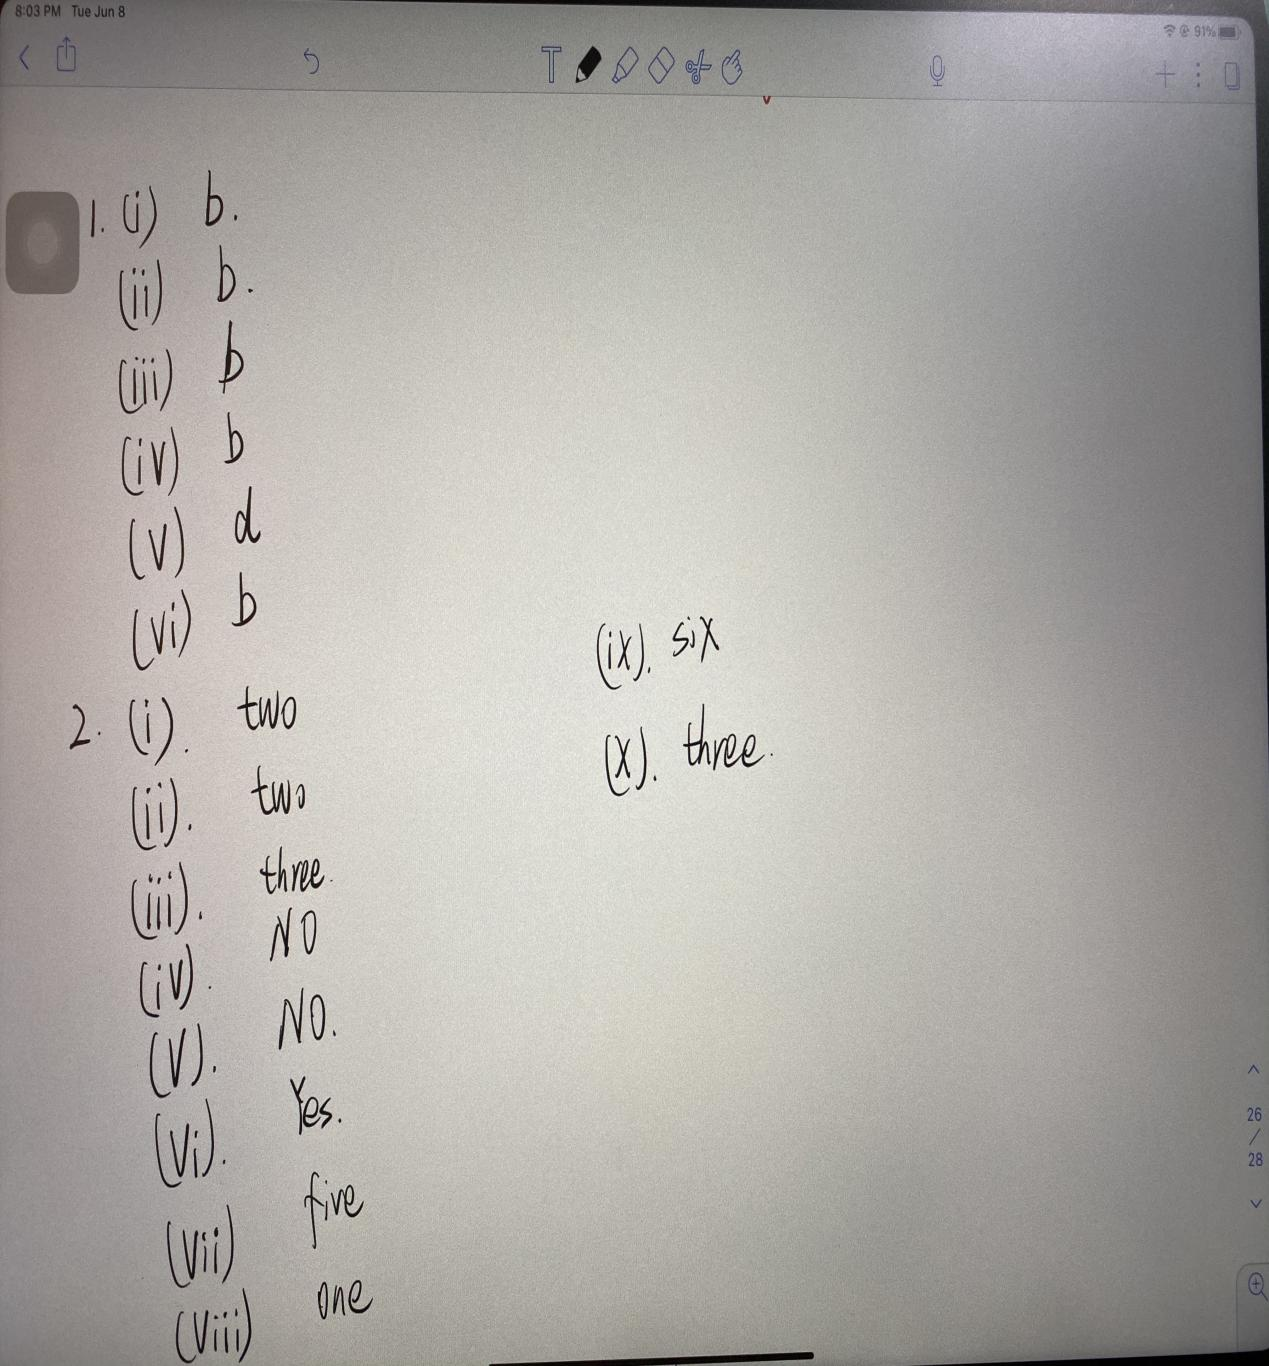 8:03 PM Tue Jun 8
91%
T
1. (i) b.
(ii) b.
(iii) b
(iv) b
(v) d
(vi) b
2. (i). two
(ii). two
(iii). three.
(iv). NO
(v). NO.
(vi). Yes.
(vii) five
(viii) one
(ix). six
(x). three.
26
/
28